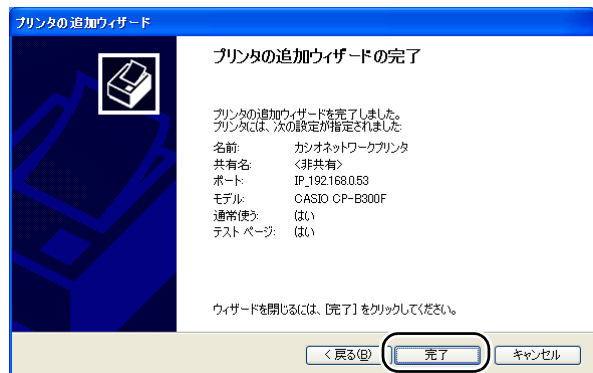 プリンタの追加ウィザード
プリンタの追加ウィザードの完了
プリンタの追加ウィザードを完了しました。
プリンタには、次の設定が指定されました:
名前: カシオネットワークプリンタ
共有名: <非共有>
ポート: IP_192.168.0.53
モデル: CASIO CP-B300F
通常使う: はい
テスト ページ: はい
ウィザードを閉じるには、[完了] をクリックしてください。
< 戻る(B) 完了 キャンセル